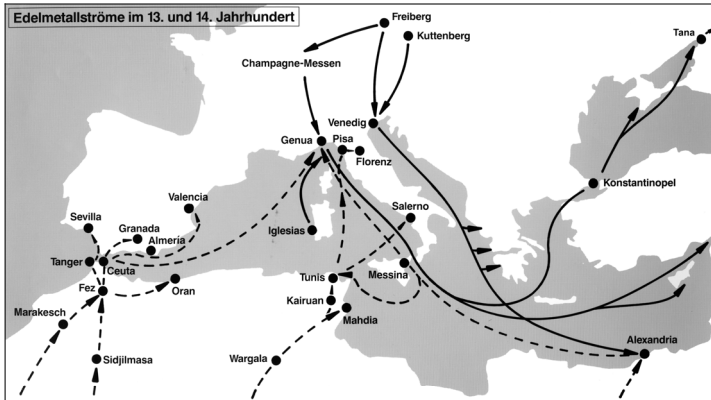 Edelmetallströme im 13. und 14. Jahrhundert
Freiberg
Kuttenberg
Tana
Champagne-Messen
Venedig
Genua
Pisa
Florenz
Konstantinopel
Valencia
Sevilla
Granada
Almería
Salerno
Iglesias
Tanger
Ceuta
Messina
Tunis
Oran
Fez
Kairuan
Marakesch
Mahdia
Alexandria
Sidjilmasa
Wargala